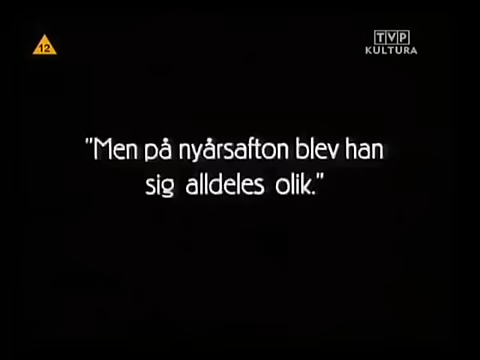 12
TVP
KULTURA
"Men på nyårsafton blev han
sig alldeles olik."